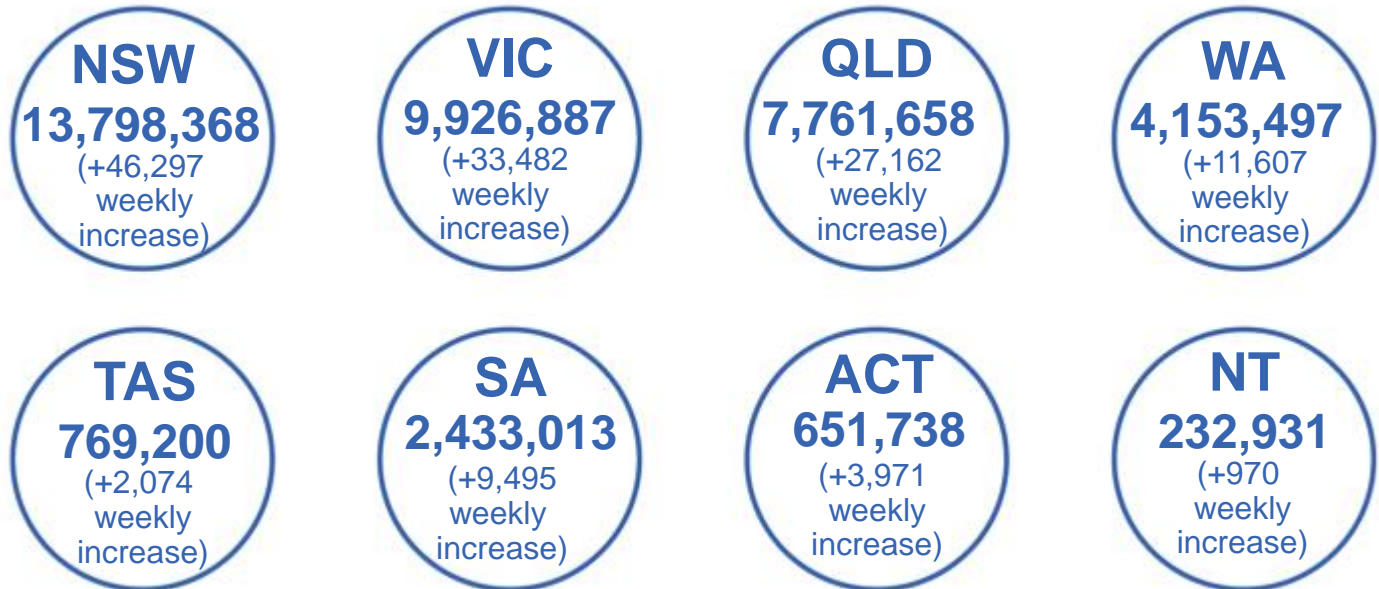 NSW
13,798,368
(+46,297
weekly
increase)
VIC
9,926,887
(+33,482
weekly
increase)
QLD
7,761,658
(+27,162
weekly
increase)
WA
4,153,497
(+11,607
weekly
increase)
TAS
769,200
(+2,074
weekly
increase)
SA
2,433,013
(+9,495
weekly
increase)
ACT
651,738
(+3,971
weekly
increase)
NT
232,931
(+970
weekly
increase)